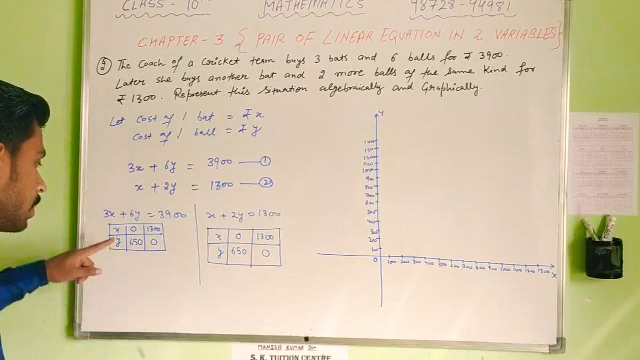 CLASS - 10th MATHEMATICS 98728-94981
CHAPTER-3 { PAIR OF LINEAR EQUATION IN 2 VARIABLES }
Q2 The Coach of a Cricket team buys 3 bats and 6 balls for ₹ 3900.
Later she buys another bat and 2 more balls of the same kind for
₹ 1300. Represent this situation algebraically and Graphically.
Let Cost of 1 bat = ₹ x
Cost of 1 ball = ₹ y
3x + 6y = 3900 — ①
x + 2y = 1300 — ②
3x + 6y = 3900
x 0 1300
y 650 0
x + 2y = 1300
x 0 1300
y 650 0
Y
0
X
MANISH KUMAR
S. K. TUITION CENTRE